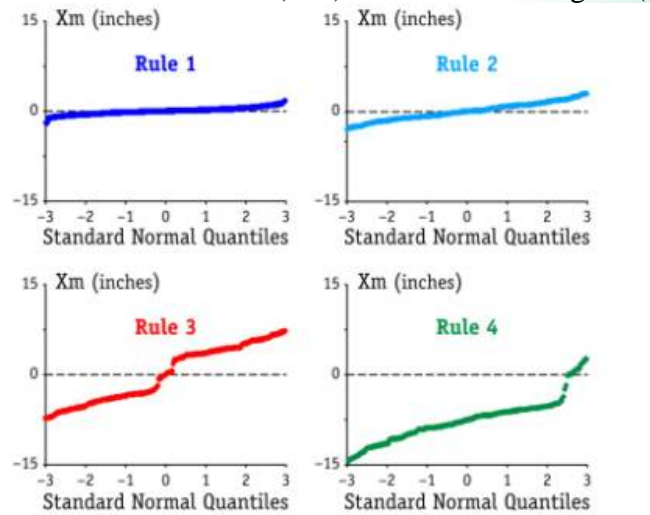 15 Xm (inches)
Rule 1
0
-15
-3 -2 -1 0 1 2 3
Standard Normal Quantiles
15 Xm (inches)
Rule 2
0
-15
-3 -2 -1 0 1 2 3
Standard Normal Quantiles
15 Xm (inches)
Rule 3
0
-15
-3 -2 -1 0 1 2 3
Standard Normal Quantiles
15 Xm (inches)
Rule 4
0
-15
-3 -2 -1 0 1 2 3
Standard Normal Quantiles